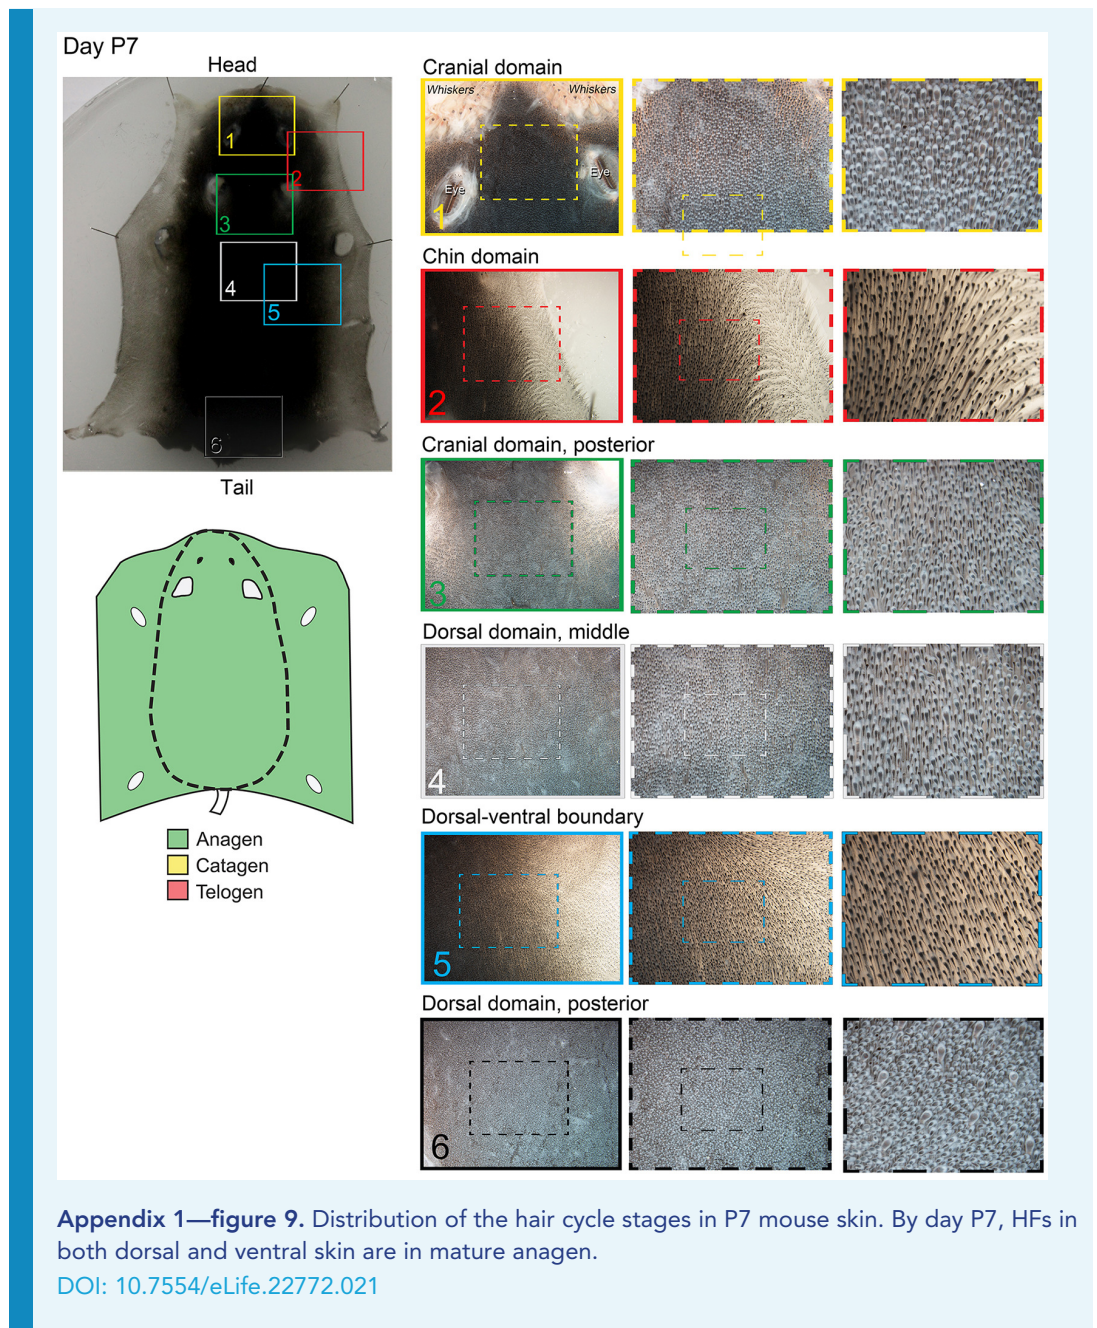 Day P7
Head
1
2
3
4
5
6
Tail
Anagen
Catagen
Telogen
Cranial domain
Whiskers
Whiskers
Eye
Eye
1
Chin domain
2
Cranial domain, posterior
3
Dorsal domain, middle
4
Dorsal-ventral boundary
5
Dorsal domain, posterior
6
Appendix 1—figure 9. Distribution of the hair cycle stages in P7 mouse skin. By day P7, HFs in
both dorsal and ventral skin are in mature anagen.
DOI: 10.7554/eLife.22772.021